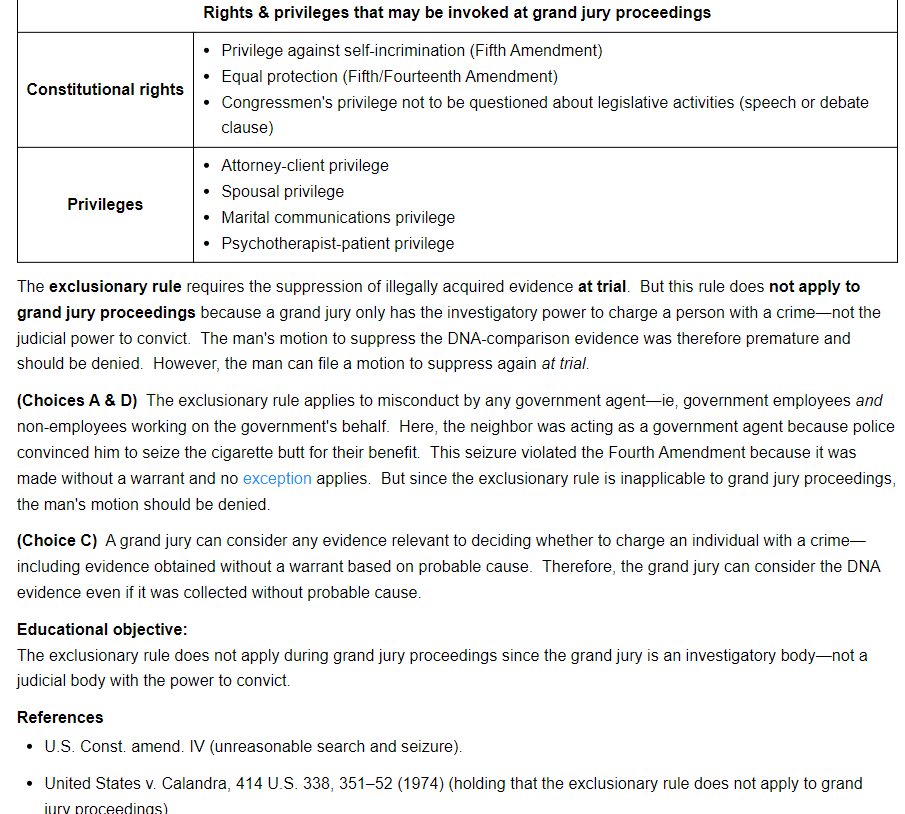 Rights & privileges that may be invoked at grand jury proceedings
Constitutional rights
• Privilege against self-incrimination (Fifth Amendment)
• Equal protection (Fifth/Fourteenth Amendment)
• Congressmen's privilege not to be questioned about legislative activities (speech or debate
clause)
Privileges
• Attorney-client privilege
• Spousal privilege
• Marital communications privilege
• Psychotherapist-patient privilege
The exclusionary rule requires the suppression of illegally acquired evidence at trial. But this rule does not apply to
grand jury proceedings because a grand jury only has the investigatory power to charge a person with a crime—not the
judicial power to convict. The man's motion to suppress the DNA-comparison evidence was therefore premature and
should be denied. However, the man can file a motion to suppress again at trial.
(Choices A & D) The exclusionary rule applies to misconduct by any government agent—ie, government employees and
non-employees working on the government's behalf. Here, the neighbor was acting as a government agent because police
convinced him to seize the cigarette butt for their benefit. This seizure violated the Fourth Amendment because it was
made without a warrant and no exception applies. But since the exclusionary rule is inapplicable to grand jury proceedings,
the man's motion should be denied.
(Choice C) A grand jury can consider any evidence relevant to deciding whether to charge an individual with a crime—
including evidence obtained without a warrant based on probable cause. Therefore, the grand jury can consider the DNA
evidence even if it was collected without probable cause.
Educational objective:
The exclusionary rule does not apply during grand jury proceedings since the grand jury is an investigatory body—not a
judicial body with the power to convict.
References
• U.S. Const. amend. IV (unreasonable search and seizure).
• United States v. Calandra, 414 U.S. 338, 351–52 (1974) (holding that the exclusionary rule does not apply to grand
jury proceedings)